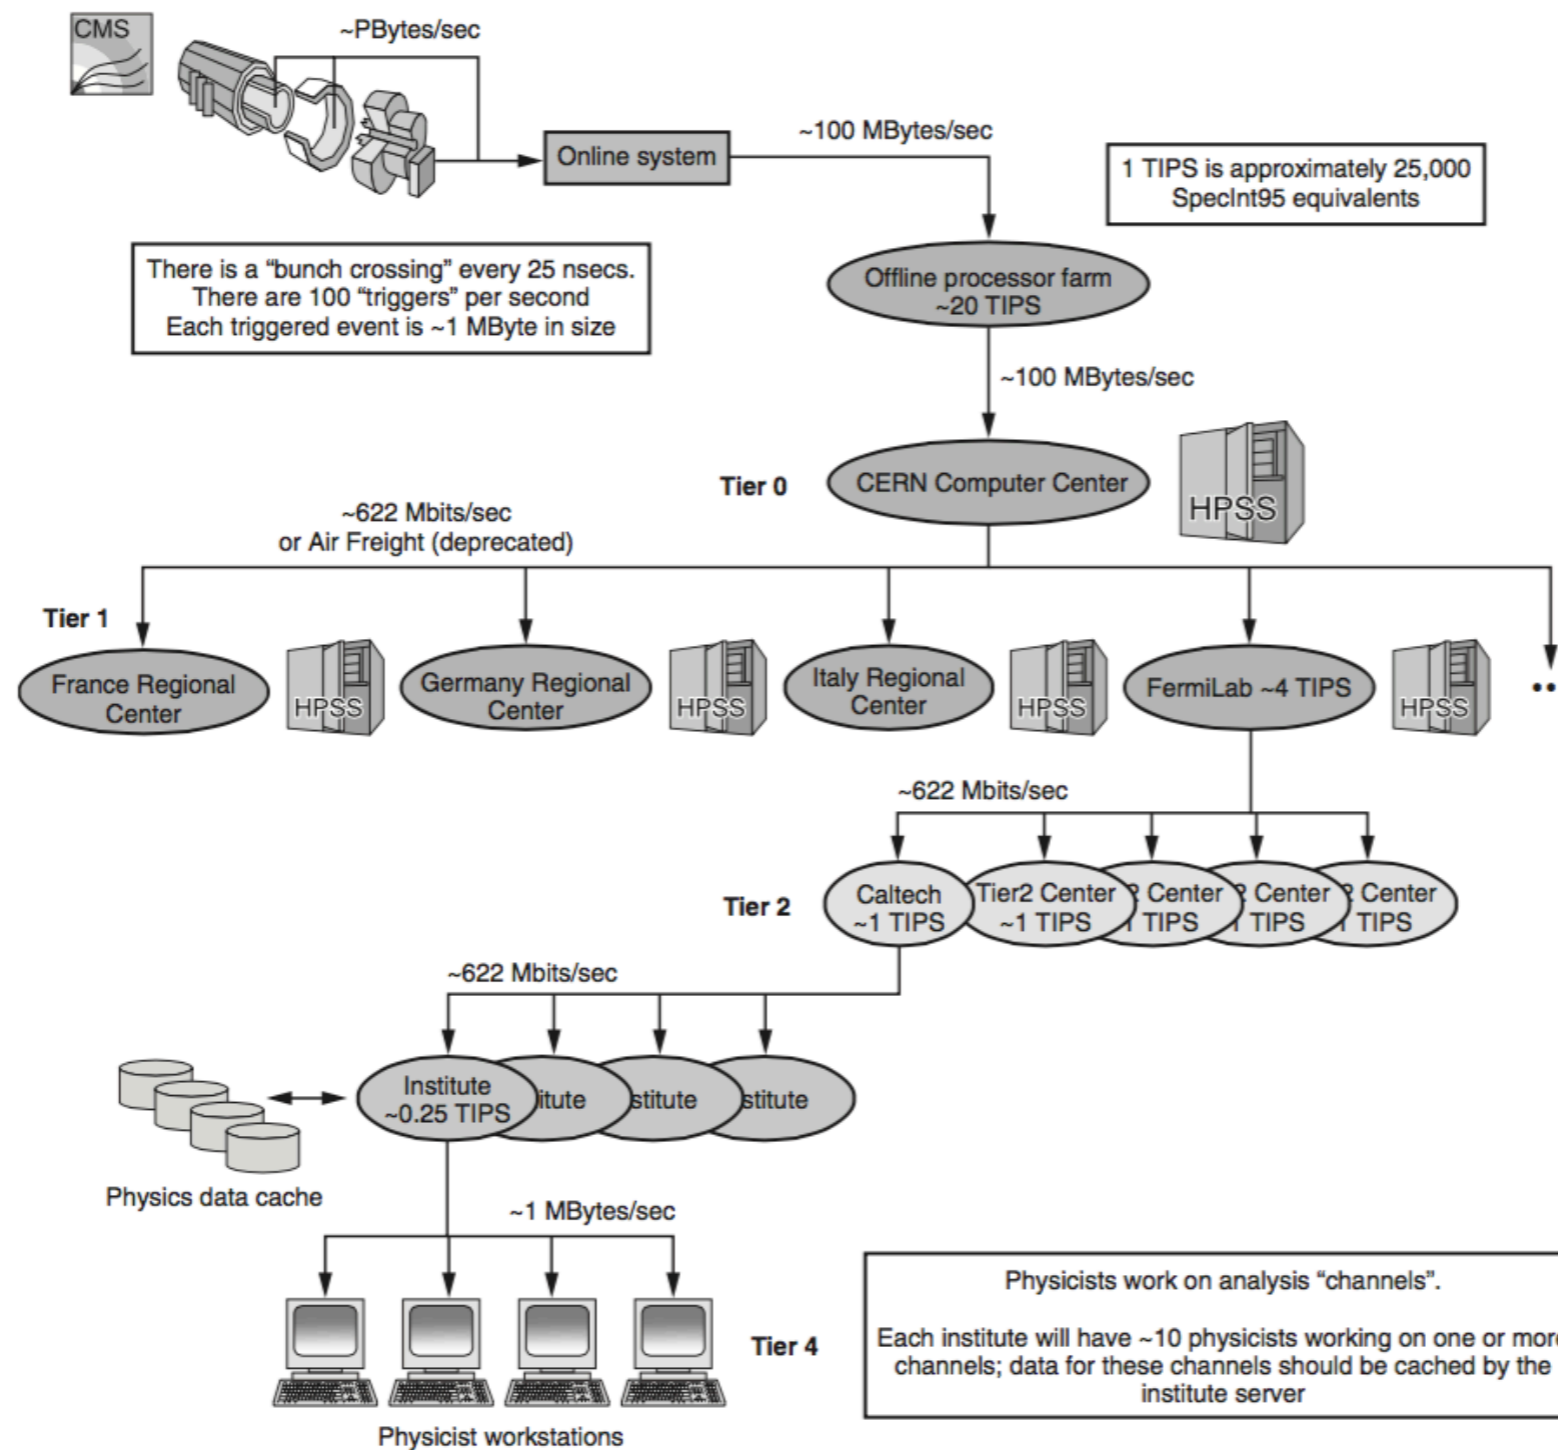 CMS
~PBytes/sec
Online system
~100 MBytes/sec
1 TIPS is approximately 25,000
SpecInt95 equivalents
There is a “bunch crossing” every 25 nsecs.
There are 100 “triggers” per second
Each triggered event is ~1 MByte in size
Offline processor farm
~20 TIPS
~100 MBytes/sec
Tier 0
CERN Computer Center
HPSS
~622 Mbits/sec
or Air Freight (deprecated)
Tier 1
France Regional
Center
HPSS
Germany Regional
Center
HPSS
Italy Regional
Center
HPSS
FermiLab ~4 TIPS
HPSS
~622 Mbits/sec
Tier 2
Caltech
~1 TIPS
Tier2 Center
~1 TIPS
2 Center
TIPS
2 Center
TIPS
2 Center
TIPS
~622 Mbits/sec
Institute
~0.25 TIPS
itute
stitute
stitute
Physics data cache
~1 MBytes/sec
Tier 4
Physicist workstations
Physicists work on analysis “channels”.
Each institute will have ~10 physicists working on one or more
channels; data for these channels should be cached by the
institute server